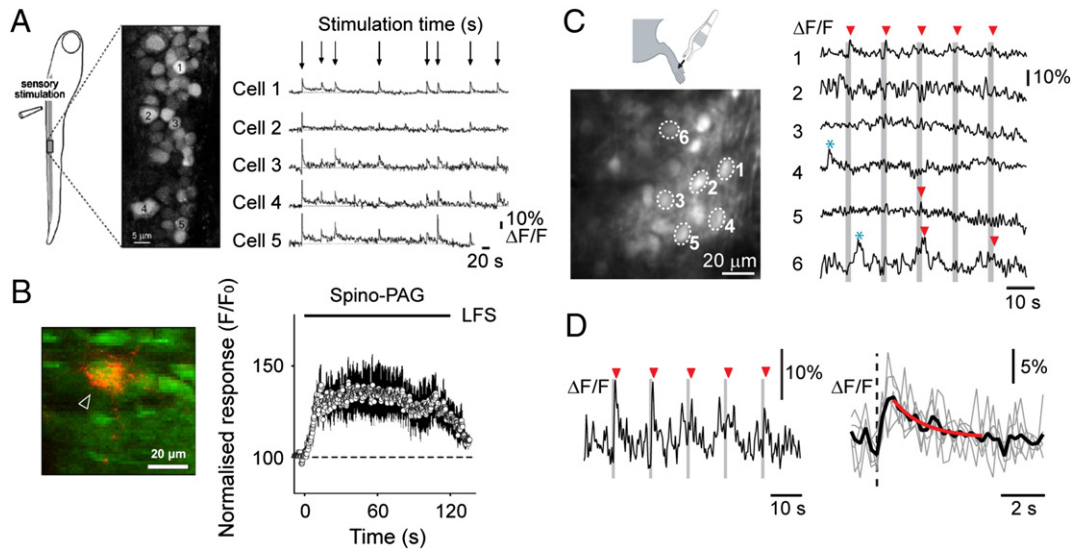 A
sensory
stimulation
1
2
3
4
5
5 µm
Stimulation time (s)
Cell 1
Cell 2
Cell 3
Cell 4
Cell 5
10%
ΔF/F
20 s
B
20 µm
Normalised response (F/F0)
Spino-PAG
LFS
150
100
0
60
120
Time (s)
C
6
1
2
3
4
5
20 µm
ΔF/F
1
2
3
4
5
6
*
*
10%
10 s
D
ΔF/F
10%
10 s
ΔF/F
5%
2 s